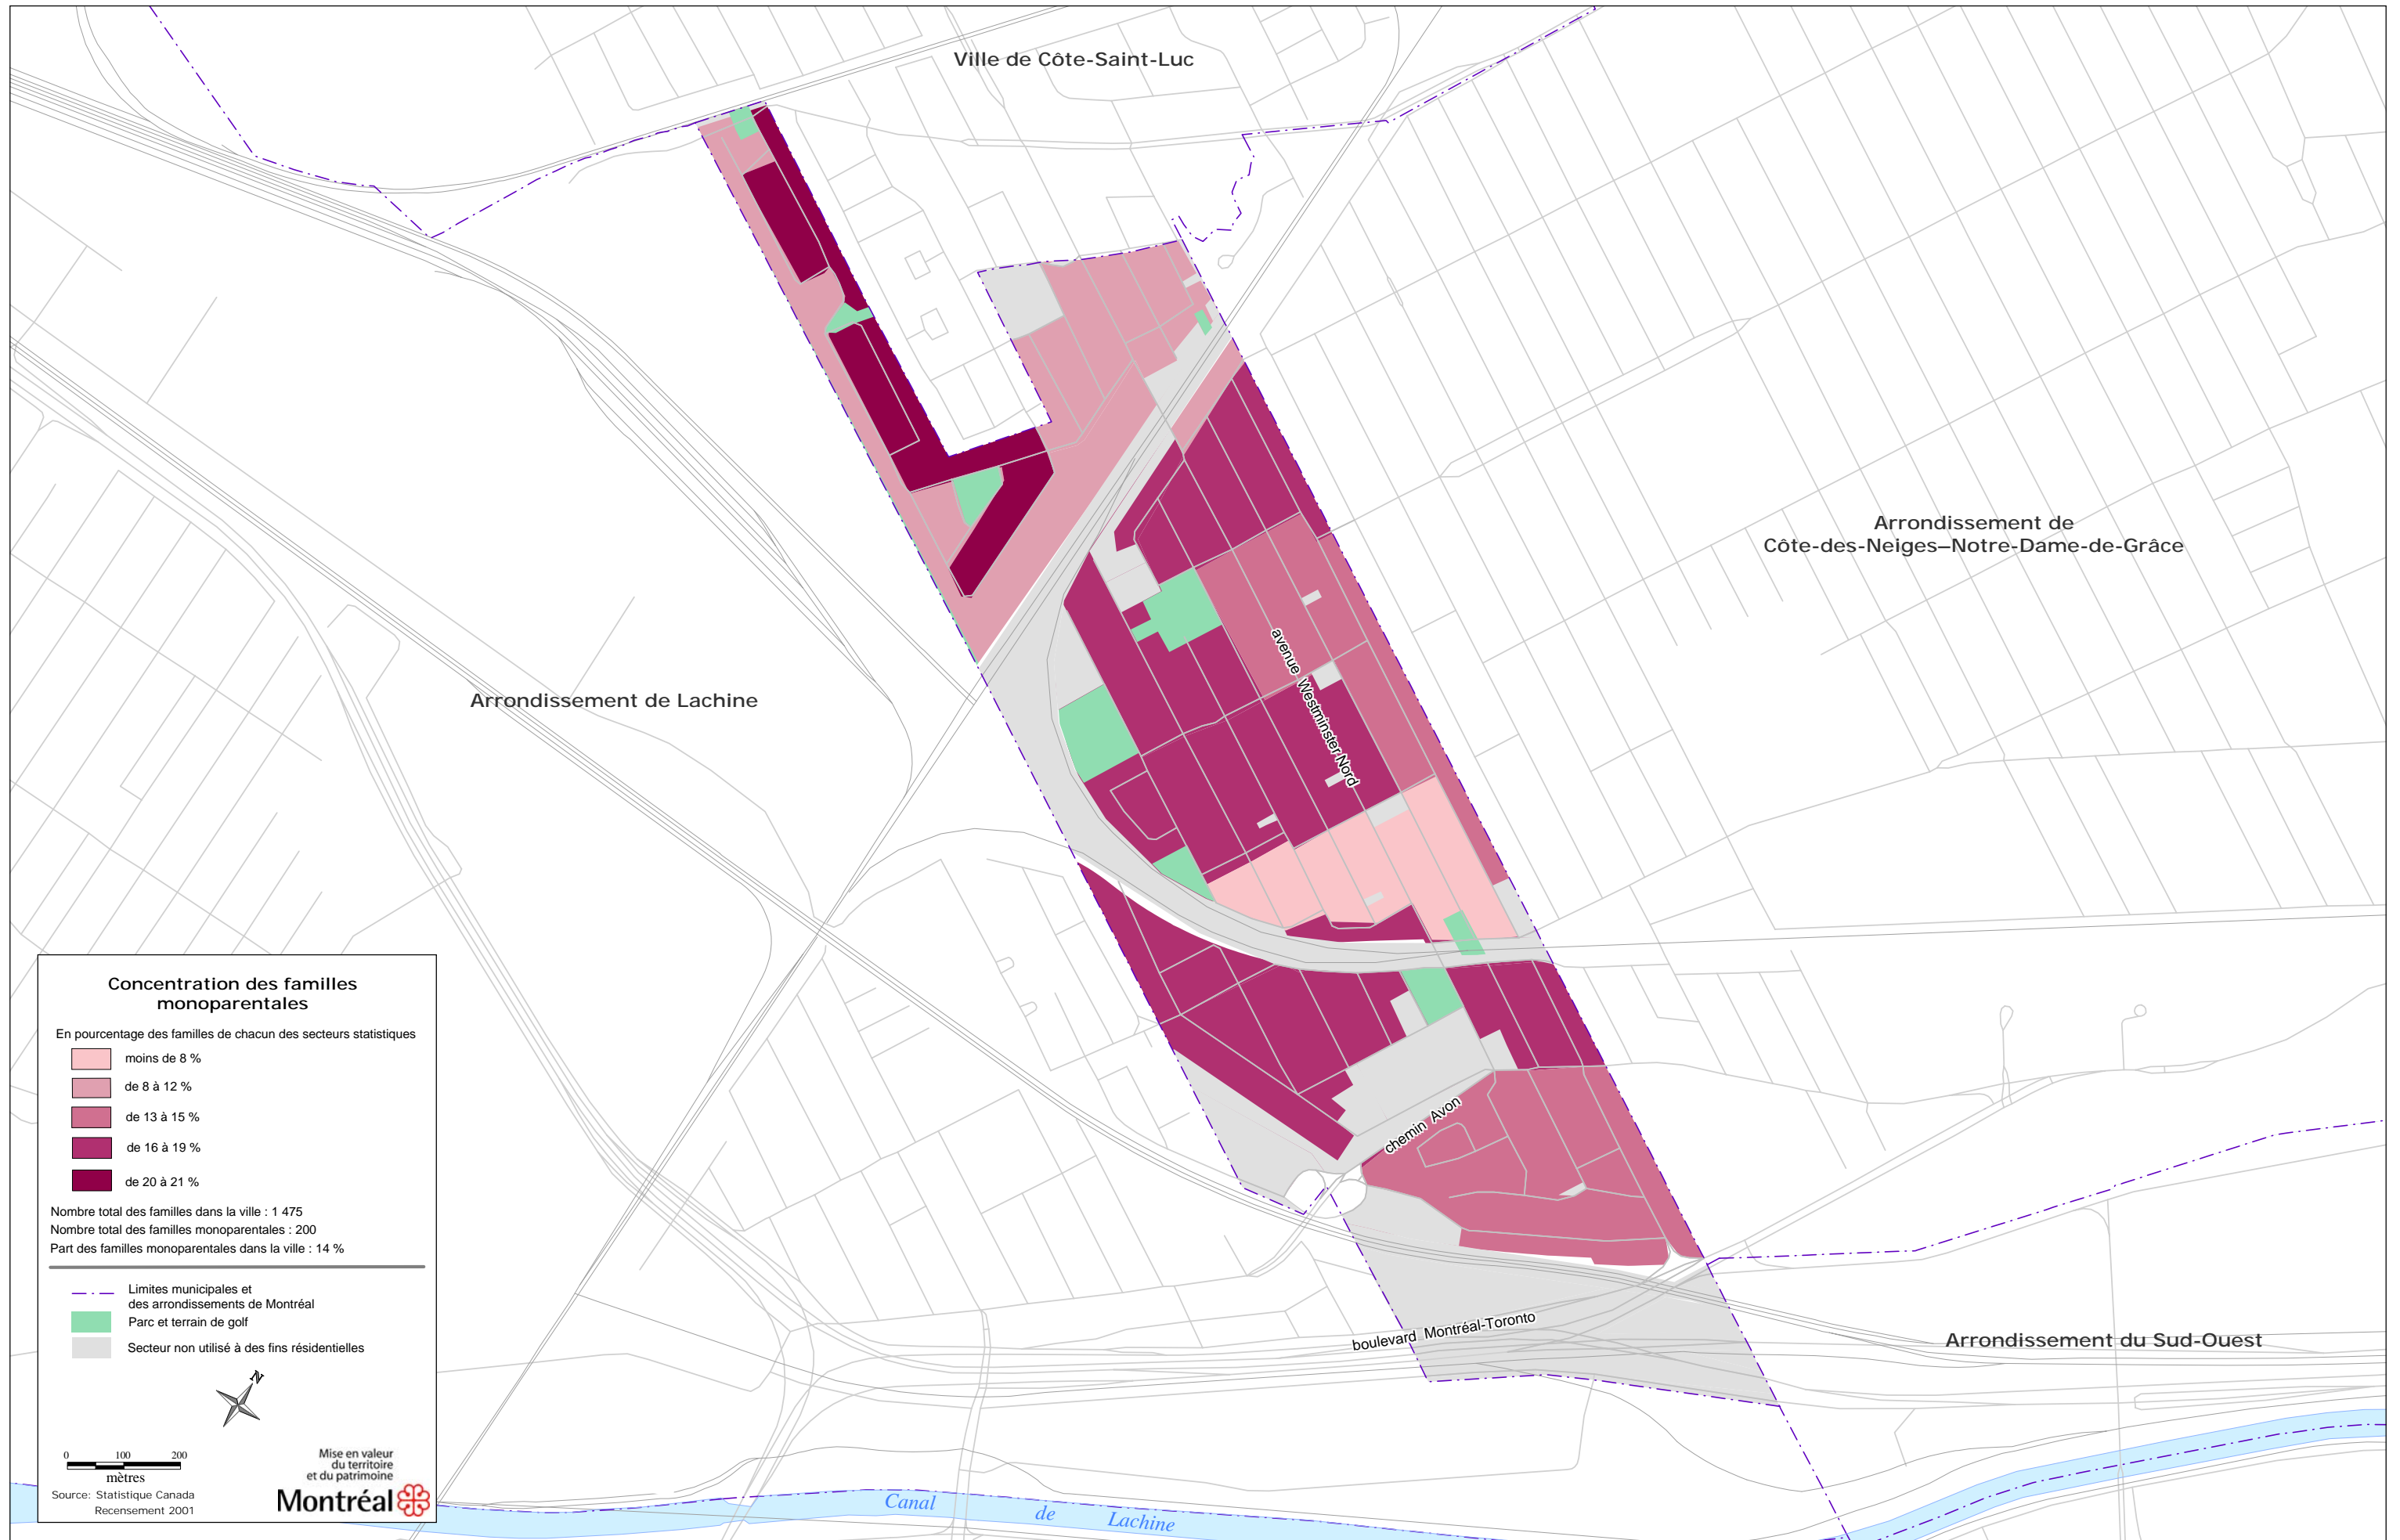 Ville de Côte-Saint-Luc
Arrondissement de
Côte-des-Neiges–Notre-Dame-de-Grâce
avenue Westminster-Nord
Arrondissement de Lachine
chemin Avon
boulevard Montréal-Toronto
Arrondissement du Sud-Ouest
Canal de Lachine
Concentration des familles
monoparentales
En pourcentage des familles de chacun des secteurs statistiques
moins de 8 %
de 8 à 12 %
de 13 à 15 %
de 16 à 19 %
de 20 à 21 %
Nombre total des familles dans la ville : 1 475
Nombre total des familles monoparentales : 200
Part des familles monoparentales dans la ville : 14 %
Limites municipales et
des arrondissements de Montréal
Parc et terrain de golf
Secteur non utilisé à des fins résidentielles
N
0 100 200
mètres
Source: Statistique Canada
Recensement 2001
Mise en valeur
du territoire
et du patrimoine
Montréal